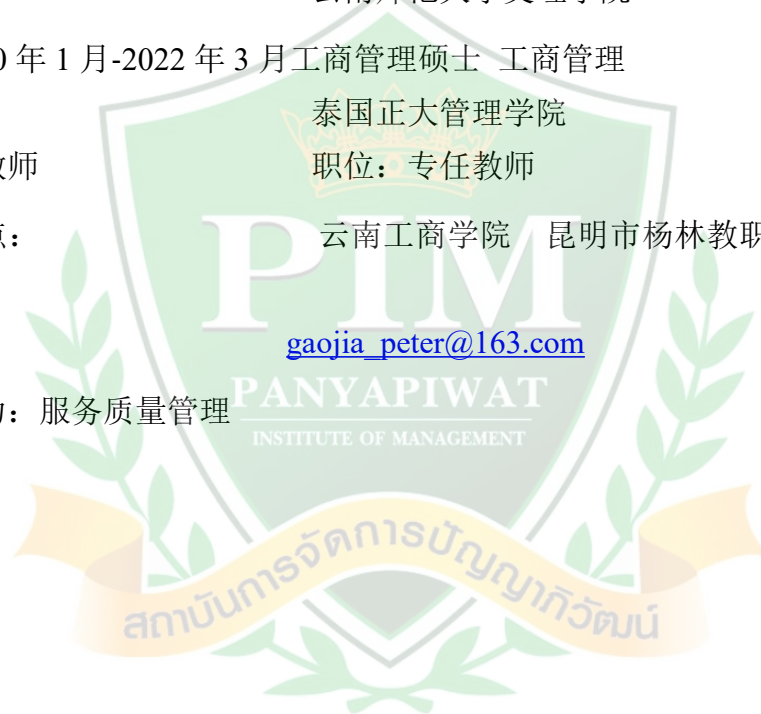 0 年 1 月-2022 年 3 月工商管理硕士 工商管理
泰国正大管理学院
教师 职位：专任教师
点： 云南工商学院 昆明市杨林教职
gaojia_peter@163.com
PIM
：服务质量管理
PANYAPIWAT
INSTITUTE OF MANAGEMENT
สถาบันการจัดการปัญญาภิวัฒน์